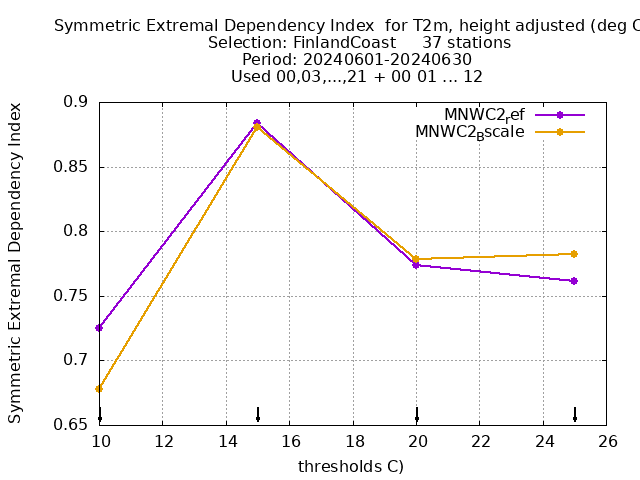 Symmetric Extremal Dependency Index  for T2m, height adjusted (deg C
Selection: FinlandCoast     37 stations
Period: 20240601-20240630
Used 00,03,...,21 + 00 01 ... 12
MNWC2ref
MNWC2Bscale
Symmetric Extremal Dependency Index
0.9
0.85
0.8
0.75
0.7
0.65
10 12 14 16 18 20 22 24 26
thresholds C)